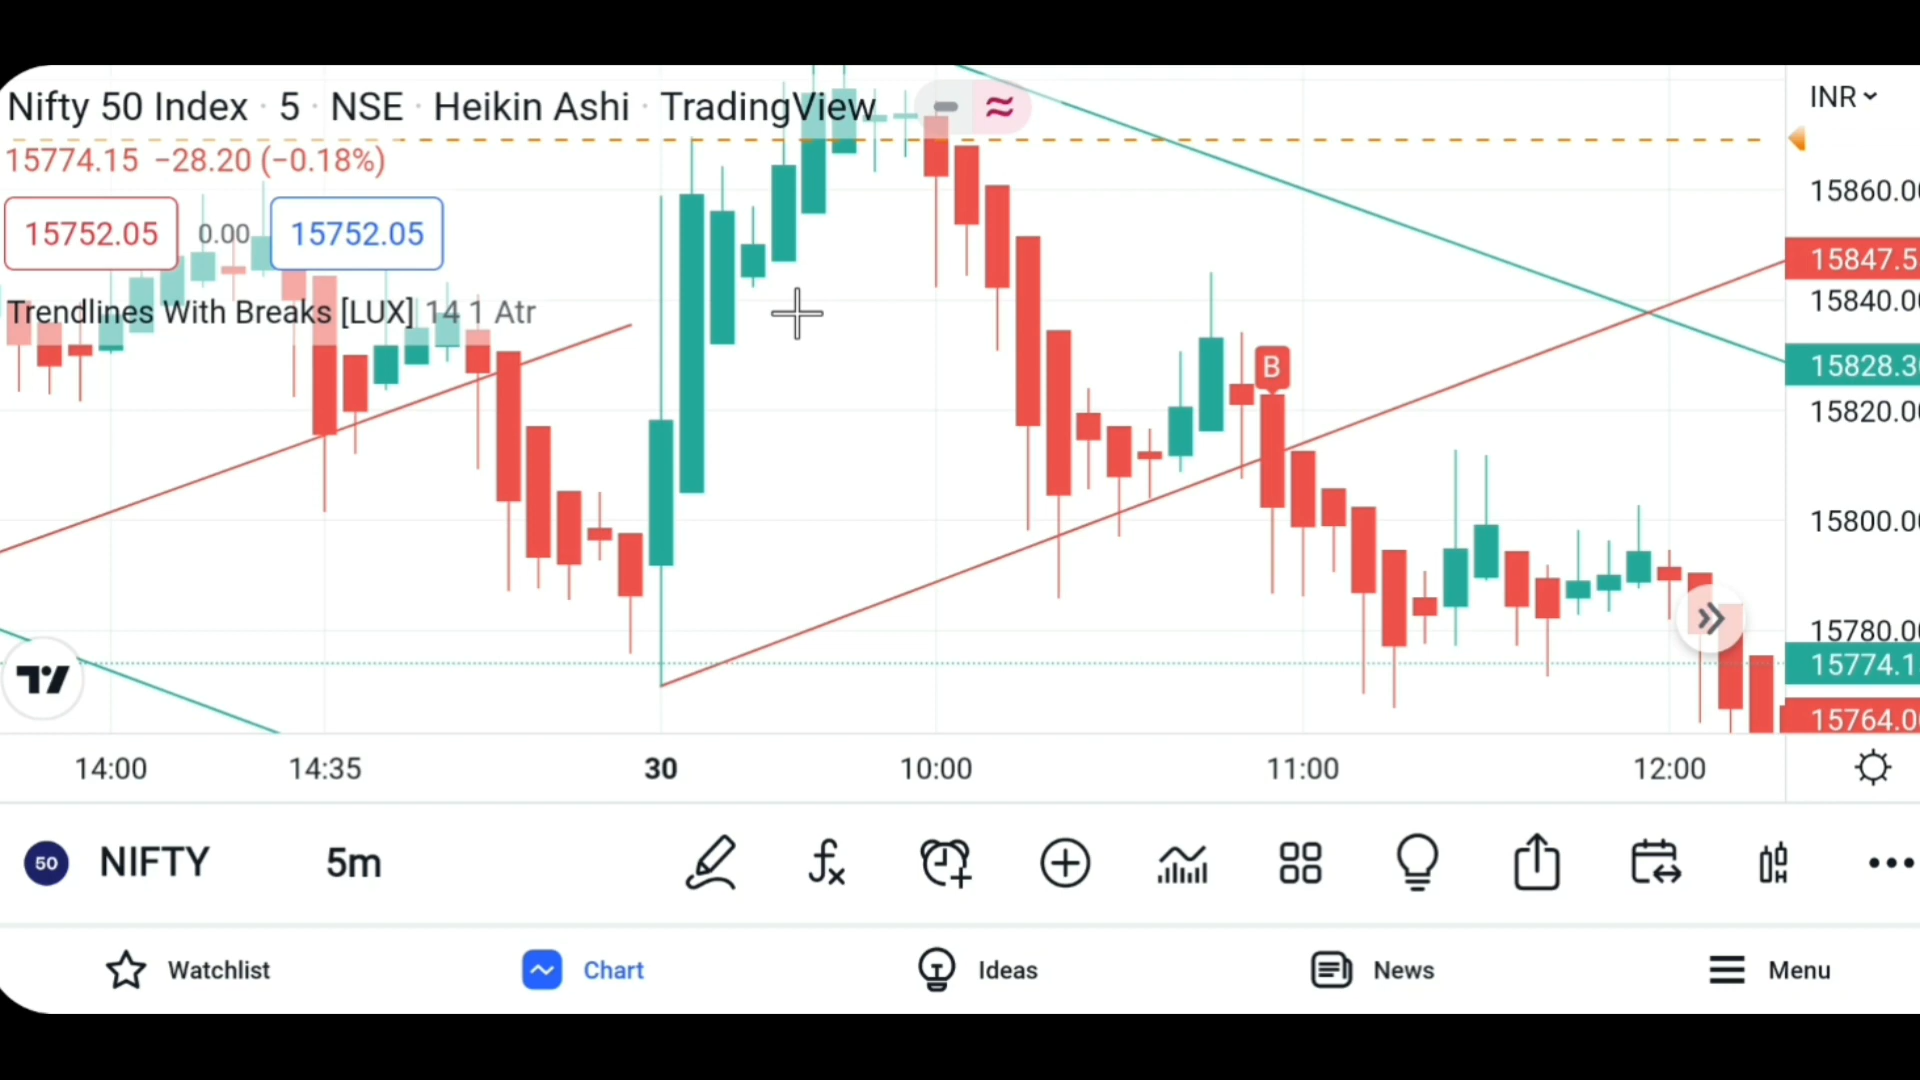 Nifty 50 Index · 5 · NSE · Heikin Ashi · TradingView
INR
15774.15 −28.20 (−0.18%)
15752.05 0.00 15752.05
Trendlines With Breaks [LUX] 14 1 Atr
B
15860.00
15847.5
15840.00
15828.30
15820.00
15800.00
15780.00
15774.1
15764.00
14:00 14:35 30 10:00 11:00 12:00
50 NIFTY 5m
Watchlist Chart Ideas News Menu